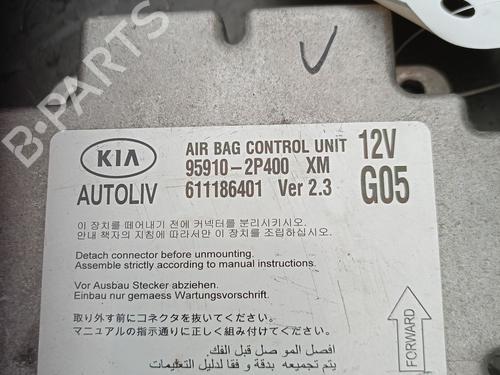 B-PARTS
KIA
AUTOLIV
AIR BAG CONTROL UNIT
95910-2P400 XM
611186401 Ver 2.3
12V
G05
이 장치를 떼어내기 전에 커넥터를 분리시키시오.
안내 책자의 지침에 따라서만 이 장치를 조립하십시오.
Detach connector before unmounting.
Assemble strictly according to manual instructions.
Vor Ausbau Stecker abziehen.
Einbau nur gemaess Wartungsvorschrift.
取り外す前にコネクタを抜いてください。
マニュアルの指示通りに正しく組み付けてください。
افصل الموصل قبل الفك.
يتم تجميعه بدقة و فقا لدليل التعليمات
FORWARD